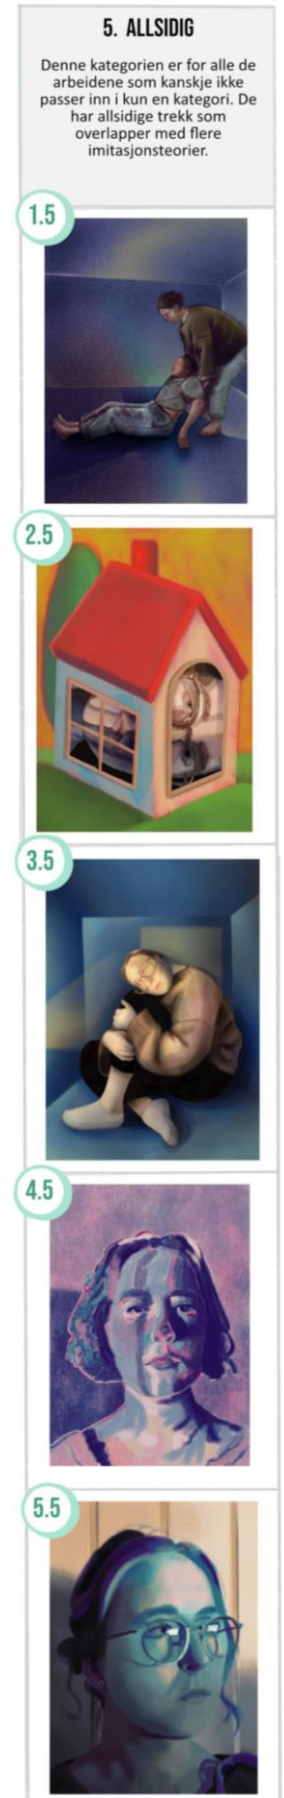 5. ALLSIDIG
Denne kategorien er for alle de
arbeidene som kanskje ikke
passer inn i kun en kategori. De
har allsidige trekk som
overlapper med flere
imitasjonsteorier.
1.5
2.5
3.5
4.5
5.5